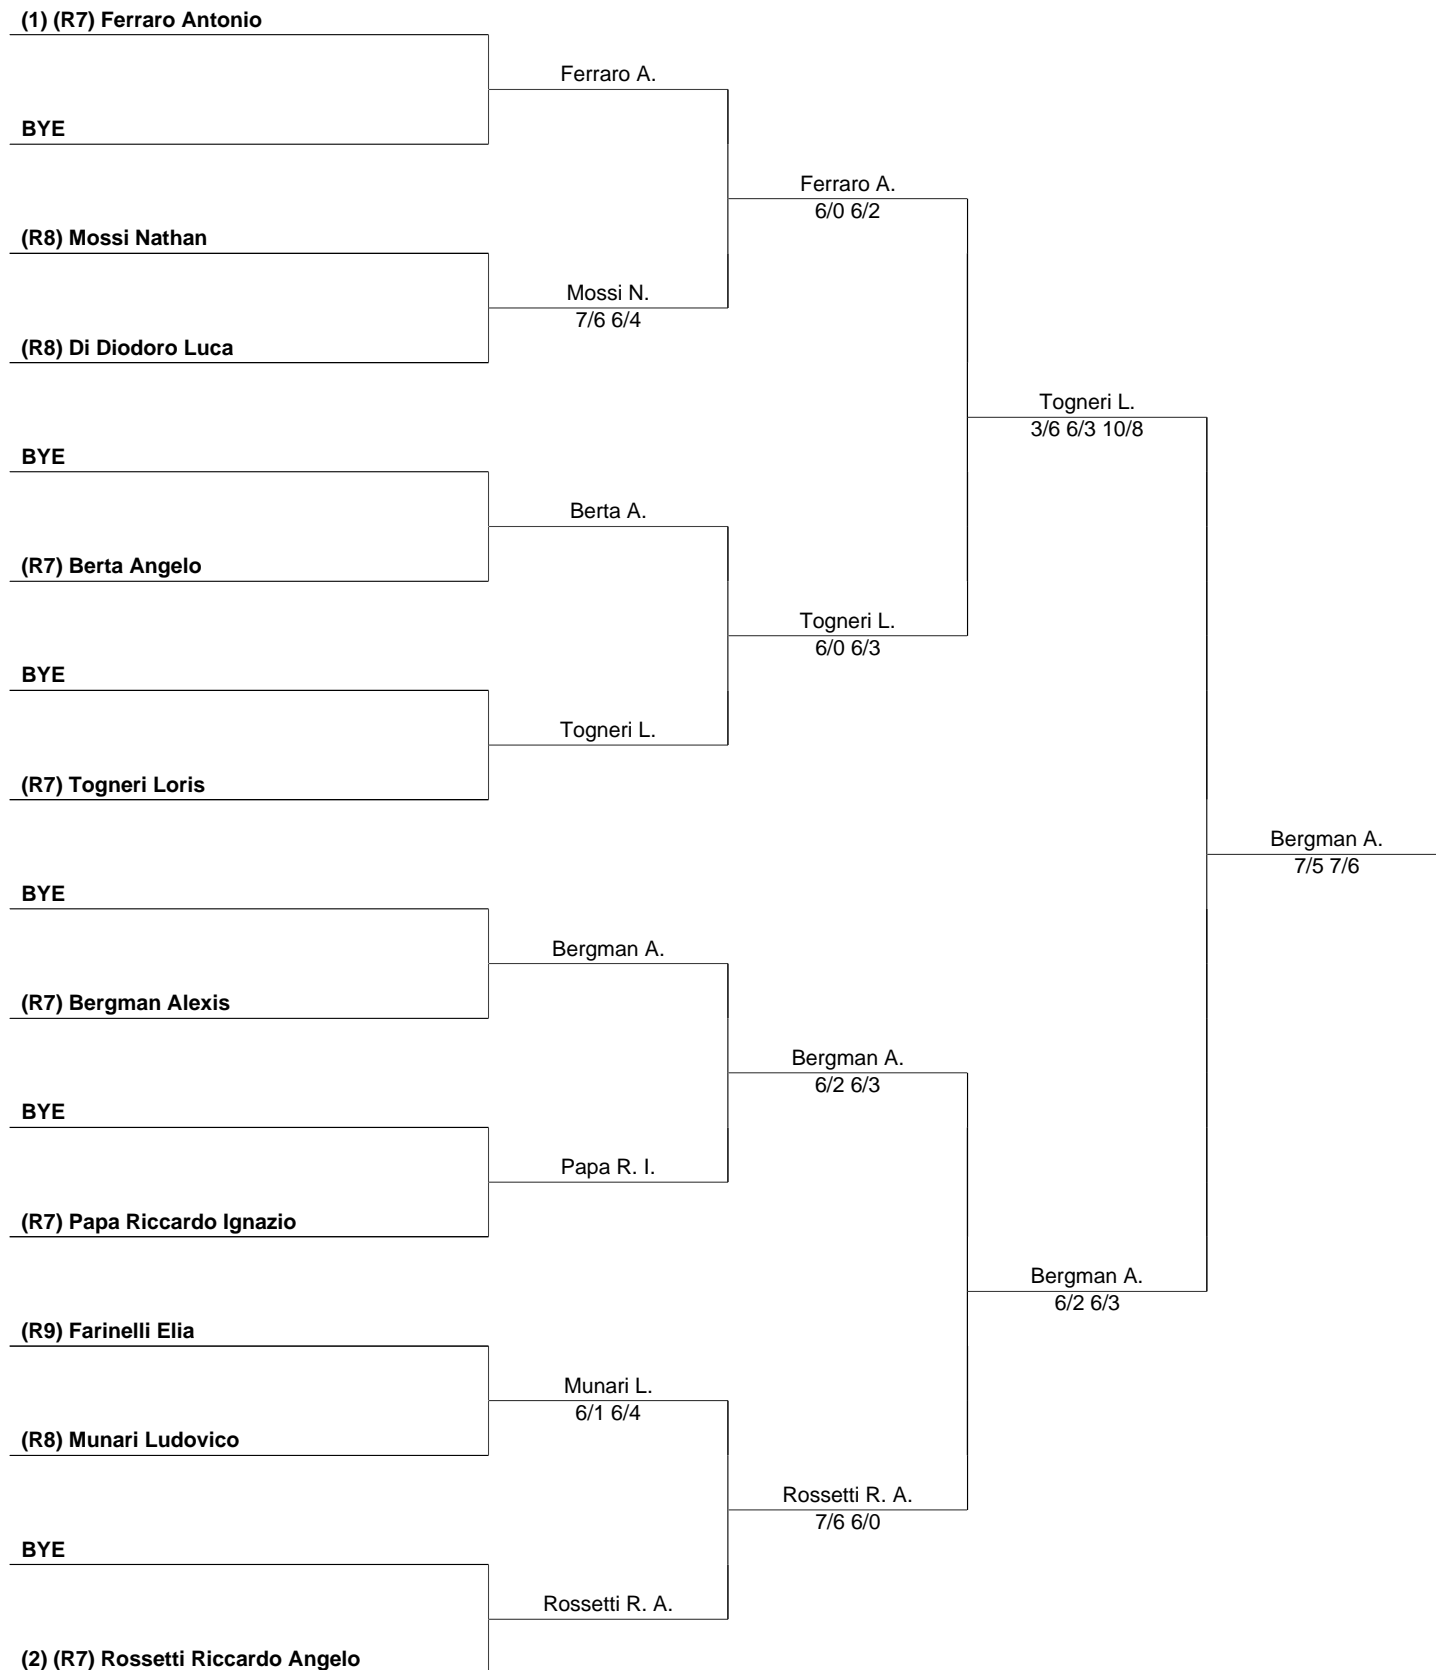 (1) (R7) Ferraro Antonio
Ferraro A.
BYE
Ferraro A.
6/0 6/2
(R8) Mossi Nathan
Mossi N.
7/6 6/4
(R8) Di Diodoro Luca
Togneri L.
3/6 6/3 10/8
BYE
Berta A.
(R7) Berta Angelo
Togneri L.
6/0 6/3
BYE
Togneri L.
(R7) Togneri Loris
Bergman A.
7/5 7/6
BYE
Bergman A.
(R7) Bergman Alexis
Bergman A.
6/2 6/3
BYE
Papa R. I.
(R7) Papa Riccardo Ignazio
Bergman A.
6/2 6/3
(R9) Farinelli Elia
Munari L.
6/1 6/4
(R8) Munari Ludovico
Rossetti R. A.
7/6 6/0
BYE
Rossetti R. A.
(2) (R7) Rossetti Riccardo Angelo